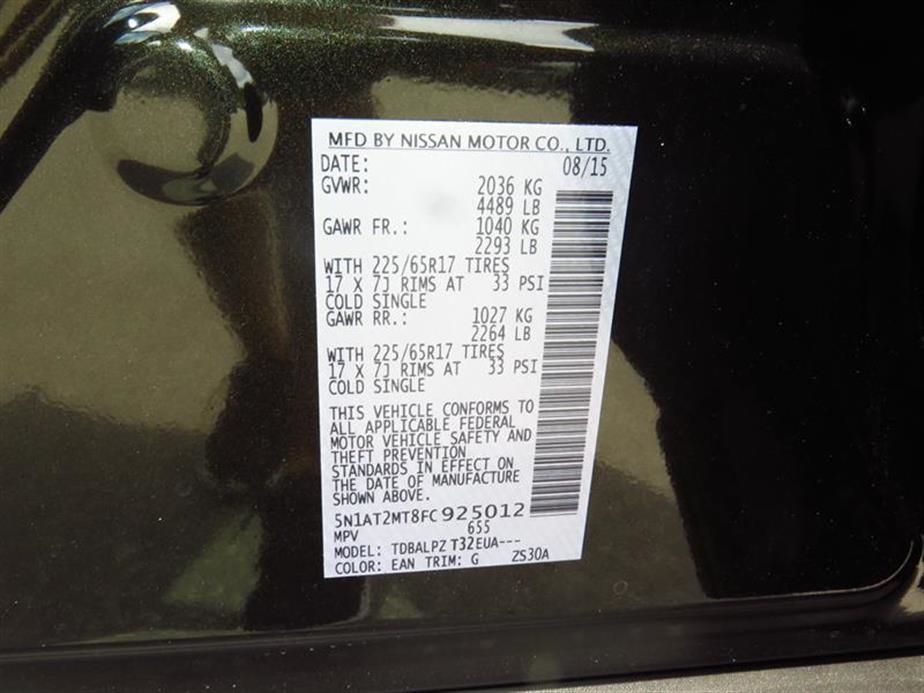 MFD BY NISSAN MOTOR CO., LTD.
DATE: 08/15
GVWR: 2036 KG
4489 LB
GAWR FR.: 1040 KG
2293 LB
WITH 225/65R17 TIRES
17 X 7J RIMS AT 33 PSI
COLD SINGLE
GAWR RR.: 1027 KG
2264 LB
WITH 225/65R17 TIRES
17 X 7J RIMS AT 33 PSI
COLD SINGLE
THIS VEHICLE CONFORMS TO
ALL APPLICABLE FEDERAL
MOTOR VEHICLE SAFETY AND
THEFT PREVENTION
STANDARDS IN EFFECT ON
THE DATE OF MANUFACTURE
SHOWN ABOVE.
5N1AT2MT8FC925012
MPV 655
MODEL: TDBALPZ T32EUA---
COLOR: EAN TRIM: G ZS30A